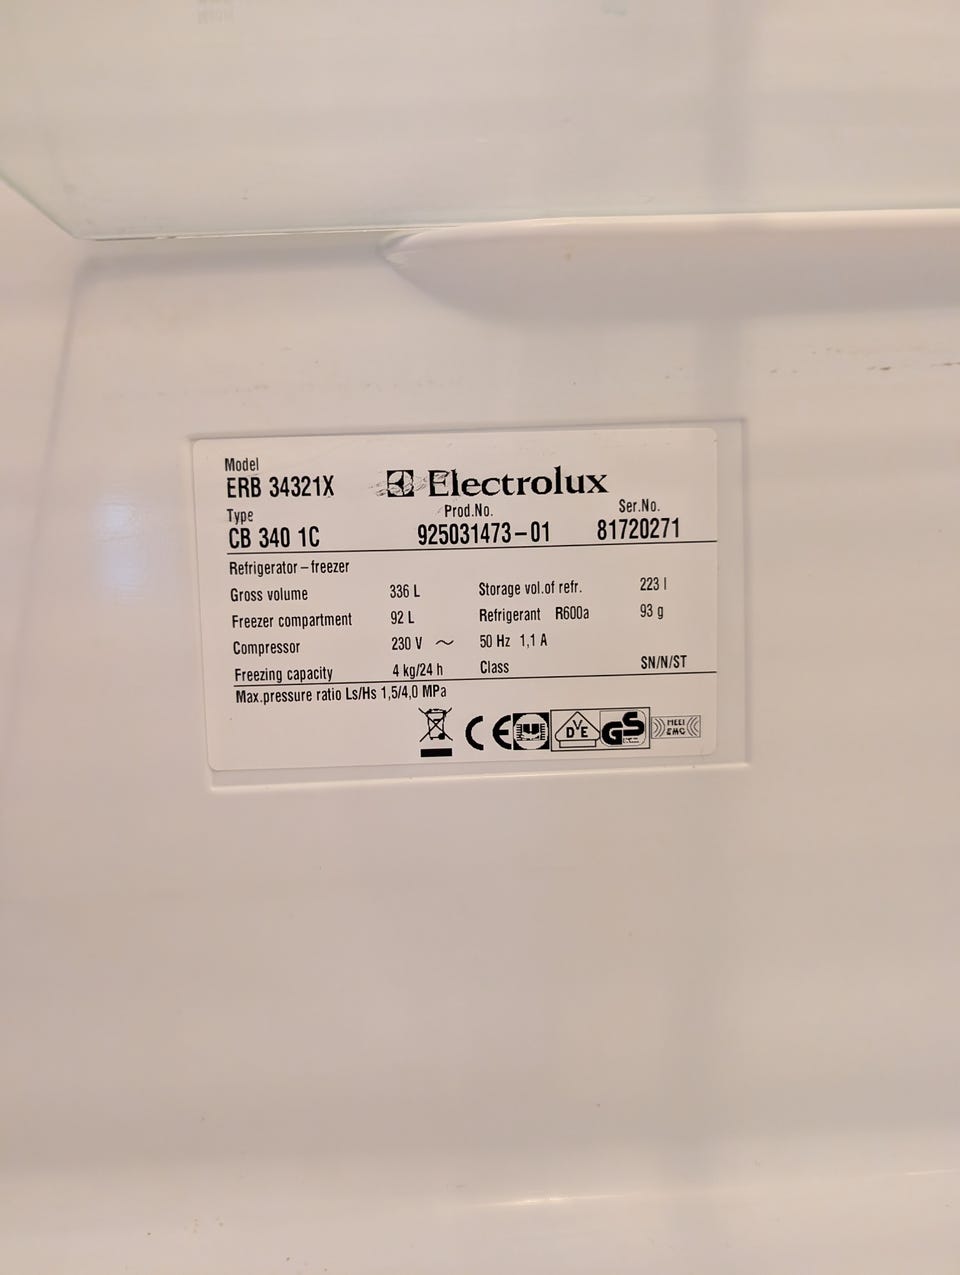 Model
ERB 34321X
Electrolux
Type
Prod.No.
Ser.No.
CB 340 1C
925031473-01
81720271
Refrigerator-freezer
Gross volume 336 L Storage vol.of refr. 223 l
Freezer compartment 92 L Refrigerant R600a 93 g
Compressor 230 V ~ 50 Hz 1,1 A
Freezing capacity 4 kg/24 h Class SN/N/ST
Max.pressure ratio Ls/Hs 1,5/4,0 MPa
CE
DVE
GS
MEEI
EMC